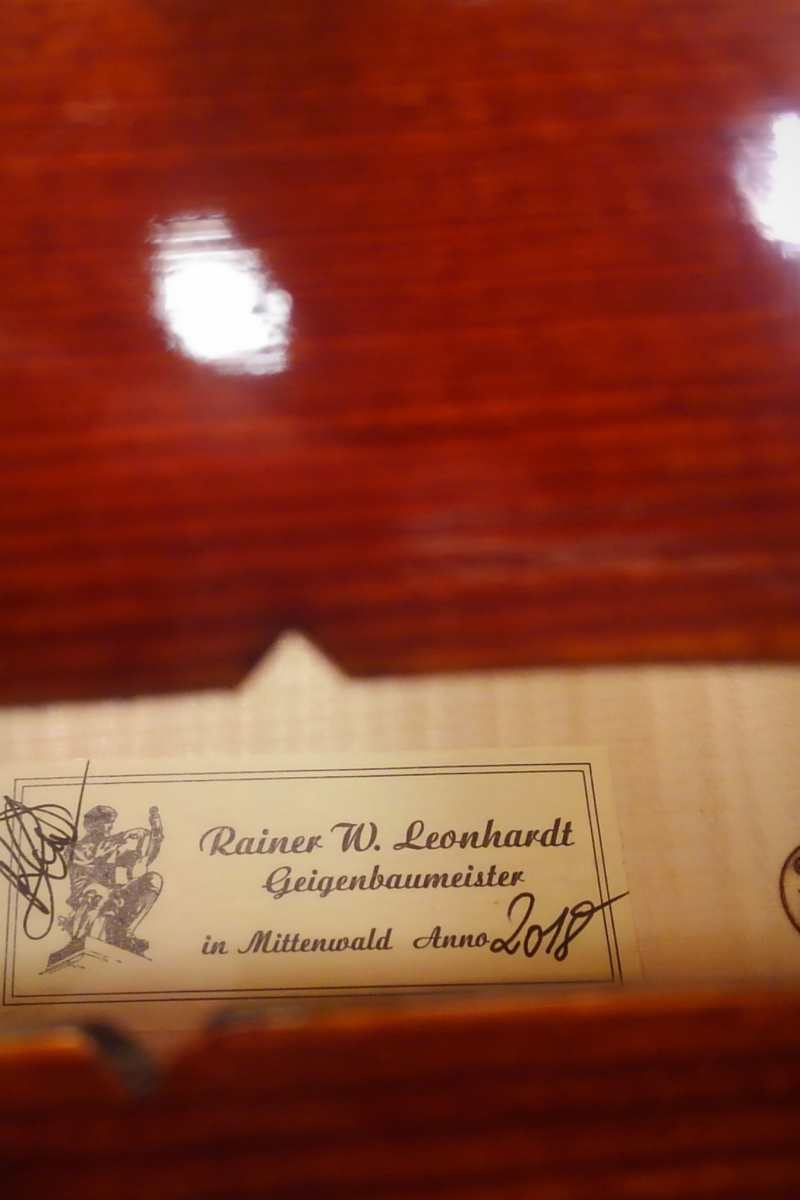 Rainer W. Leonhardt
Geigenbaumeister
in Mittenwald Anno 2018